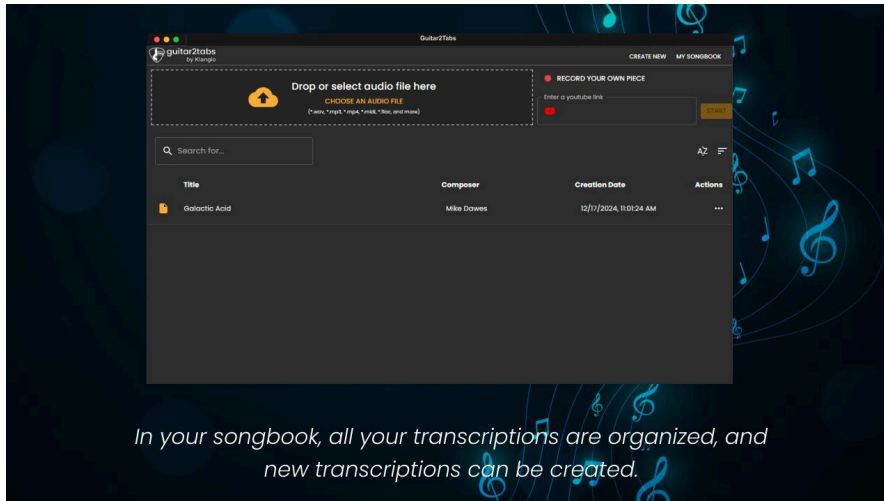 Guitar2Tabs
guitar2tabs
by Klangio
CREATE NEW MY SONGBOOK
Drop or select audio file here
CHOOSE AN AUDIO FILE
(*.wav, *.mp3, *.mp4, *.midi, *.flac, and more)
RECORD YOUR OWN PIECE
Enter a youtube link
START
Search for...
AZ
Title Composer Creation Date Actions
Galactic Acid Mike Dawes 12/17/2024, 11:01:24 AM ...
In your songbook, all your transcriptions are organized, and
new transcriptions can be created.